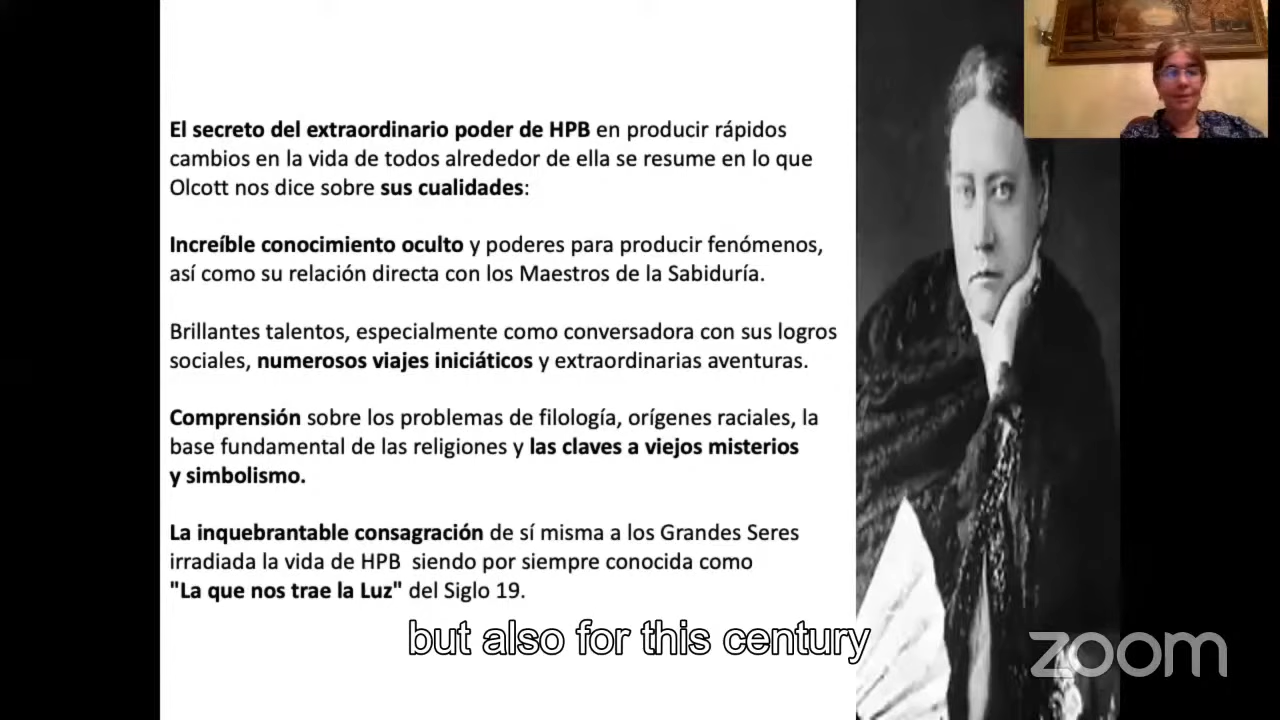 El secreto del extraordinario poder de HPB en producir rápidos
cambios en la vida de todos alrededor de ella se resume en lo que
Olcott nos dice sobre sus cualidades:
Increíble conocimiento oculto y poderes para producir fenómenos,
así como su relación directa con los Maestros de la Sabiduría.
Brillantes talentos, especialmente como conversadora con sus logros
sociales, numerosos viajes iniciáticos y extraordinarias aventuras.
Comprensión sobre los problemas de filología, orígenes raciales, la
base fundamental de las religiones y las claves a viejos misterios
y simbolismo.
La inquebrantable consagración de sí misma a los Grandes Seres
irradiada la vida de HPB siendo por siempre conocida como
"La que nos trae la Luz" del Siglo 19.
but also for this century
zoom